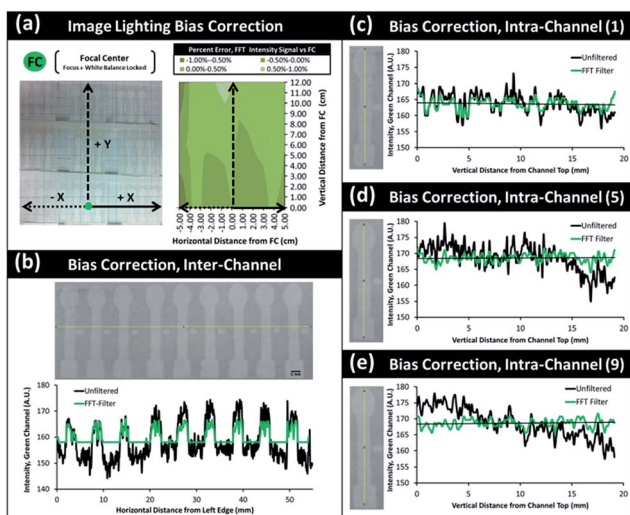 (a) Image Lighting Bias Correction
FC
Focal Center
Focus + White Balance Locked
+ Y
- X
+ X
Percent Error, FFT Intensity Signal vs FC
-1.00%--0.50%
-0.50%-0.00%
0.00%-0.50%
0.50%-1.00%
12.00
11.00
10.00
9.00
8.00
7.00
6.00
5.00
4.00
3.00
2.00
1.00
0.00
Vertical Distance from FC (cm)
-5.00
-4.00
-3.00
-2.00
-1.00
0.00
1.00
2.00
3.00
4.00
5.00
Horizontal Distance from FC (cm)
(b) Bias Correction, Inter-Channel
Unfiltered
FFT-Filter
Intensity, Green Channel (A.U.)
180
170
160
150
140
0 10 20 30 40 50
Horizontal Distance from Left Edge (mm)
(c) Bias Correction, Intra-Channel (1)
Unfiltered
FFT Filter
Intensity, Green Channel (A.U.)
180
175
170
165
160
155
150
0 5 10 15 20
Vertical Distance from Channel Top (mm)
(d) Bias Correction, Intra-Channel (5)
Unfiltered
FFT Filter
Intensity, Green Channel (A.U.)
180
175
170
165
160
155
150
0 5 10 15 20
Vertical Distance from Channel Top (mm)
(e) Bias Correction, Intra-Channel (9)
Unfiltered
FFT Filter
Intensity, Green Channel (A.U.)
180
175
170
165
160
155
150
0 5 10 15 20
Vertical Distance from Channel Top (mm)